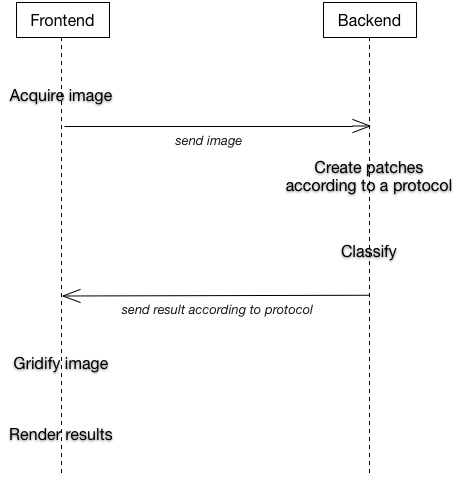 Frontend
Backend
Acquire image
send image
Create patches
according to a protocol
Classify
send result according to protocol
Gridify image
Render results